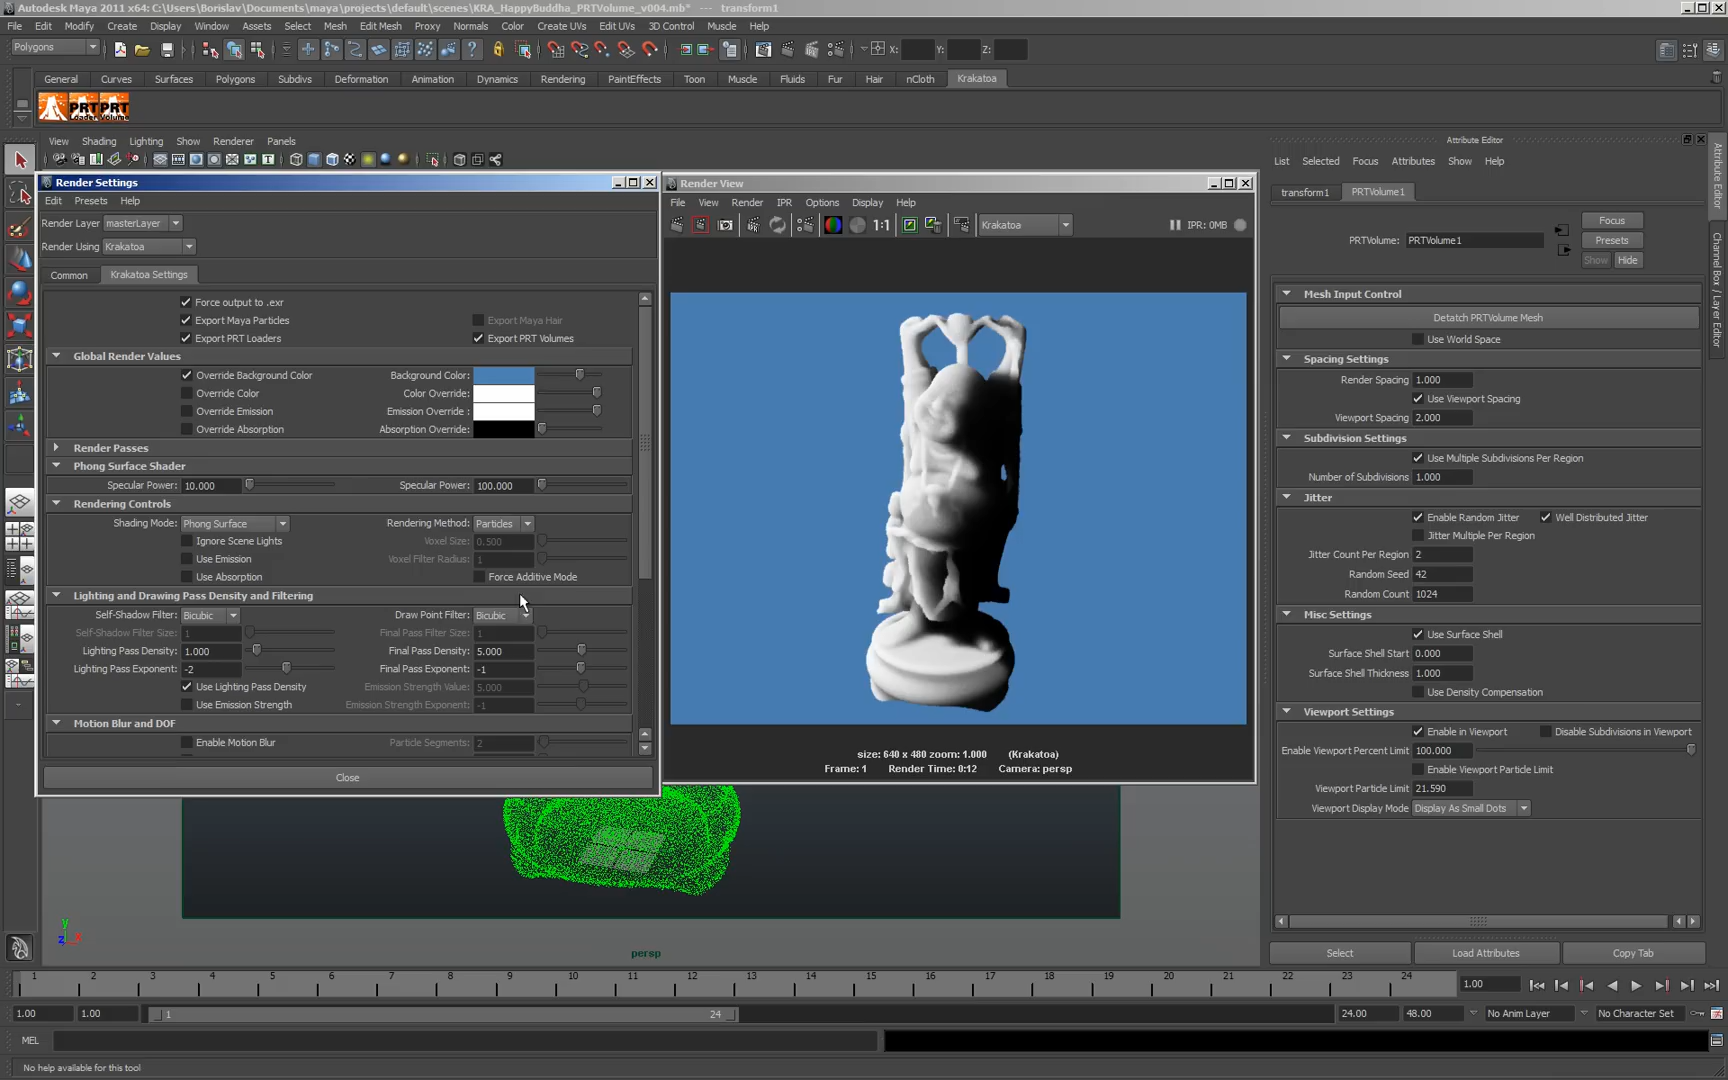 Autodesk Maya 2011 x64: C:\Users\Borislav\Documents\maya\projects\default\scenes\KRA_HappyBuddha_PRTVolume_v004.mb* --- transform1
File Edit Modify Create Display Window Assets Select Mesh Edit Mesh Proxy Normals Color Create UVs Edit UVs 3D Control Muscle Help
Polygons X: Y: Z:
General Curves Surfaces Polygons Subdivs Deformation Animation Dynamics Rendering PaintEffects Toon Muscle Fluids Fur Hair nCloth Krakatoa
PRT PRT
Loader Volume
View Shading Lighting Show Renderer Panels
Render Settings
Edit Presets Help
Render Layer masterLayer
Render Using Krakatoa
Common Krakatoa Settings
Force output to .exr
Export Maya Particles Export Maya Hair
Export PRT Loaders Export PRT Volumes
Global Render Values
Override Background Color Background Color:
Override Color Color Override:
Override Emission Emission Override :
Override Absorption Absorption Override:
Render Passes
Phong Surface Shader
Specular Power: 10.000 Specular Power: 100.000
Rendering Controls
Shading Mode: Phong Surface Rendering Method: Particles
Ignore Scene Lights Voxel Size: 0.500
Use Emission Voxel Filter Radius: 1
Use Absorption Force Additive Mode
Lighting and Drawing Pass Density and Filtering
Self-Shadow Filter: Bicubic Draw Point Filter: Bicubic
Self-Shadow Filter Size: 1 Final Pass Filter Size: 1
Lighting Pass Density: 1.000 Final Pass Density: 5.000
Lighting Pass Exponent: -2 Final Pass Exponent: -1
Use Lighting Pass Density Emission Strength Value: 5.000
Use Emission Strength Emission Strength Exponent: -1
Motion Blur and DOF
Enable Motion Blur Particle Segments: 2
Close
Render View
File View Render IPR Options Display Help
1:1 Krakatoa IPR: 0MB
size: 640 x 480 zoom: 1.000 (Krakatoa)
Frame: 1 Render Time: 0:12 Camera: persp
Attribute Editor
List Selected Focus Attributes Show Help
transform1 PRTVolume1
PRTVolume: PRTVolume1
Focus
Presets
Show Hide
Mesh Input Control
Detatch PRTVolume Mesh
Use World Space
Spacing Settings
Render Spacing 1.000
Use Viewport Spacing
Viewport Spacing 2.000
Subdivision Settings
Use Multiple Subdivisions Per Region
Number of Subdivisions 1.000
Jitter
Enable Random Jitter Well Distributed Jitter
Jitter Multiple Per Region
Jitter Count Per Region 2
Random Seed 42
Random Count 1024
Misc Settings
Use Surface Shell
Surface Shell Start 0.000
Surface Shell Thickness 1.000
Use Density Compensation
Viewport Settings
Enable in Viewport Disable Subdivisions in Viewport
Enable Viewport Percent Limit 100.000
Enable Viewport Particle Limit
Viewport Particle Limit 21.590
Viewport Display Mode Display As Small Dots
Select Load Attributes Copy Tab
Attribute Editor
Channel Box / Layer Editor
y
z
persp
1 2 3 4 5 6 7 8 9 10 11 12 13 14 15 16 17 18 19 20 21 22 23 24 1.00
1.00 1.00 1 24 24.00 48.00 No Anim Layer No Character Set
MEL
No help available for this tool